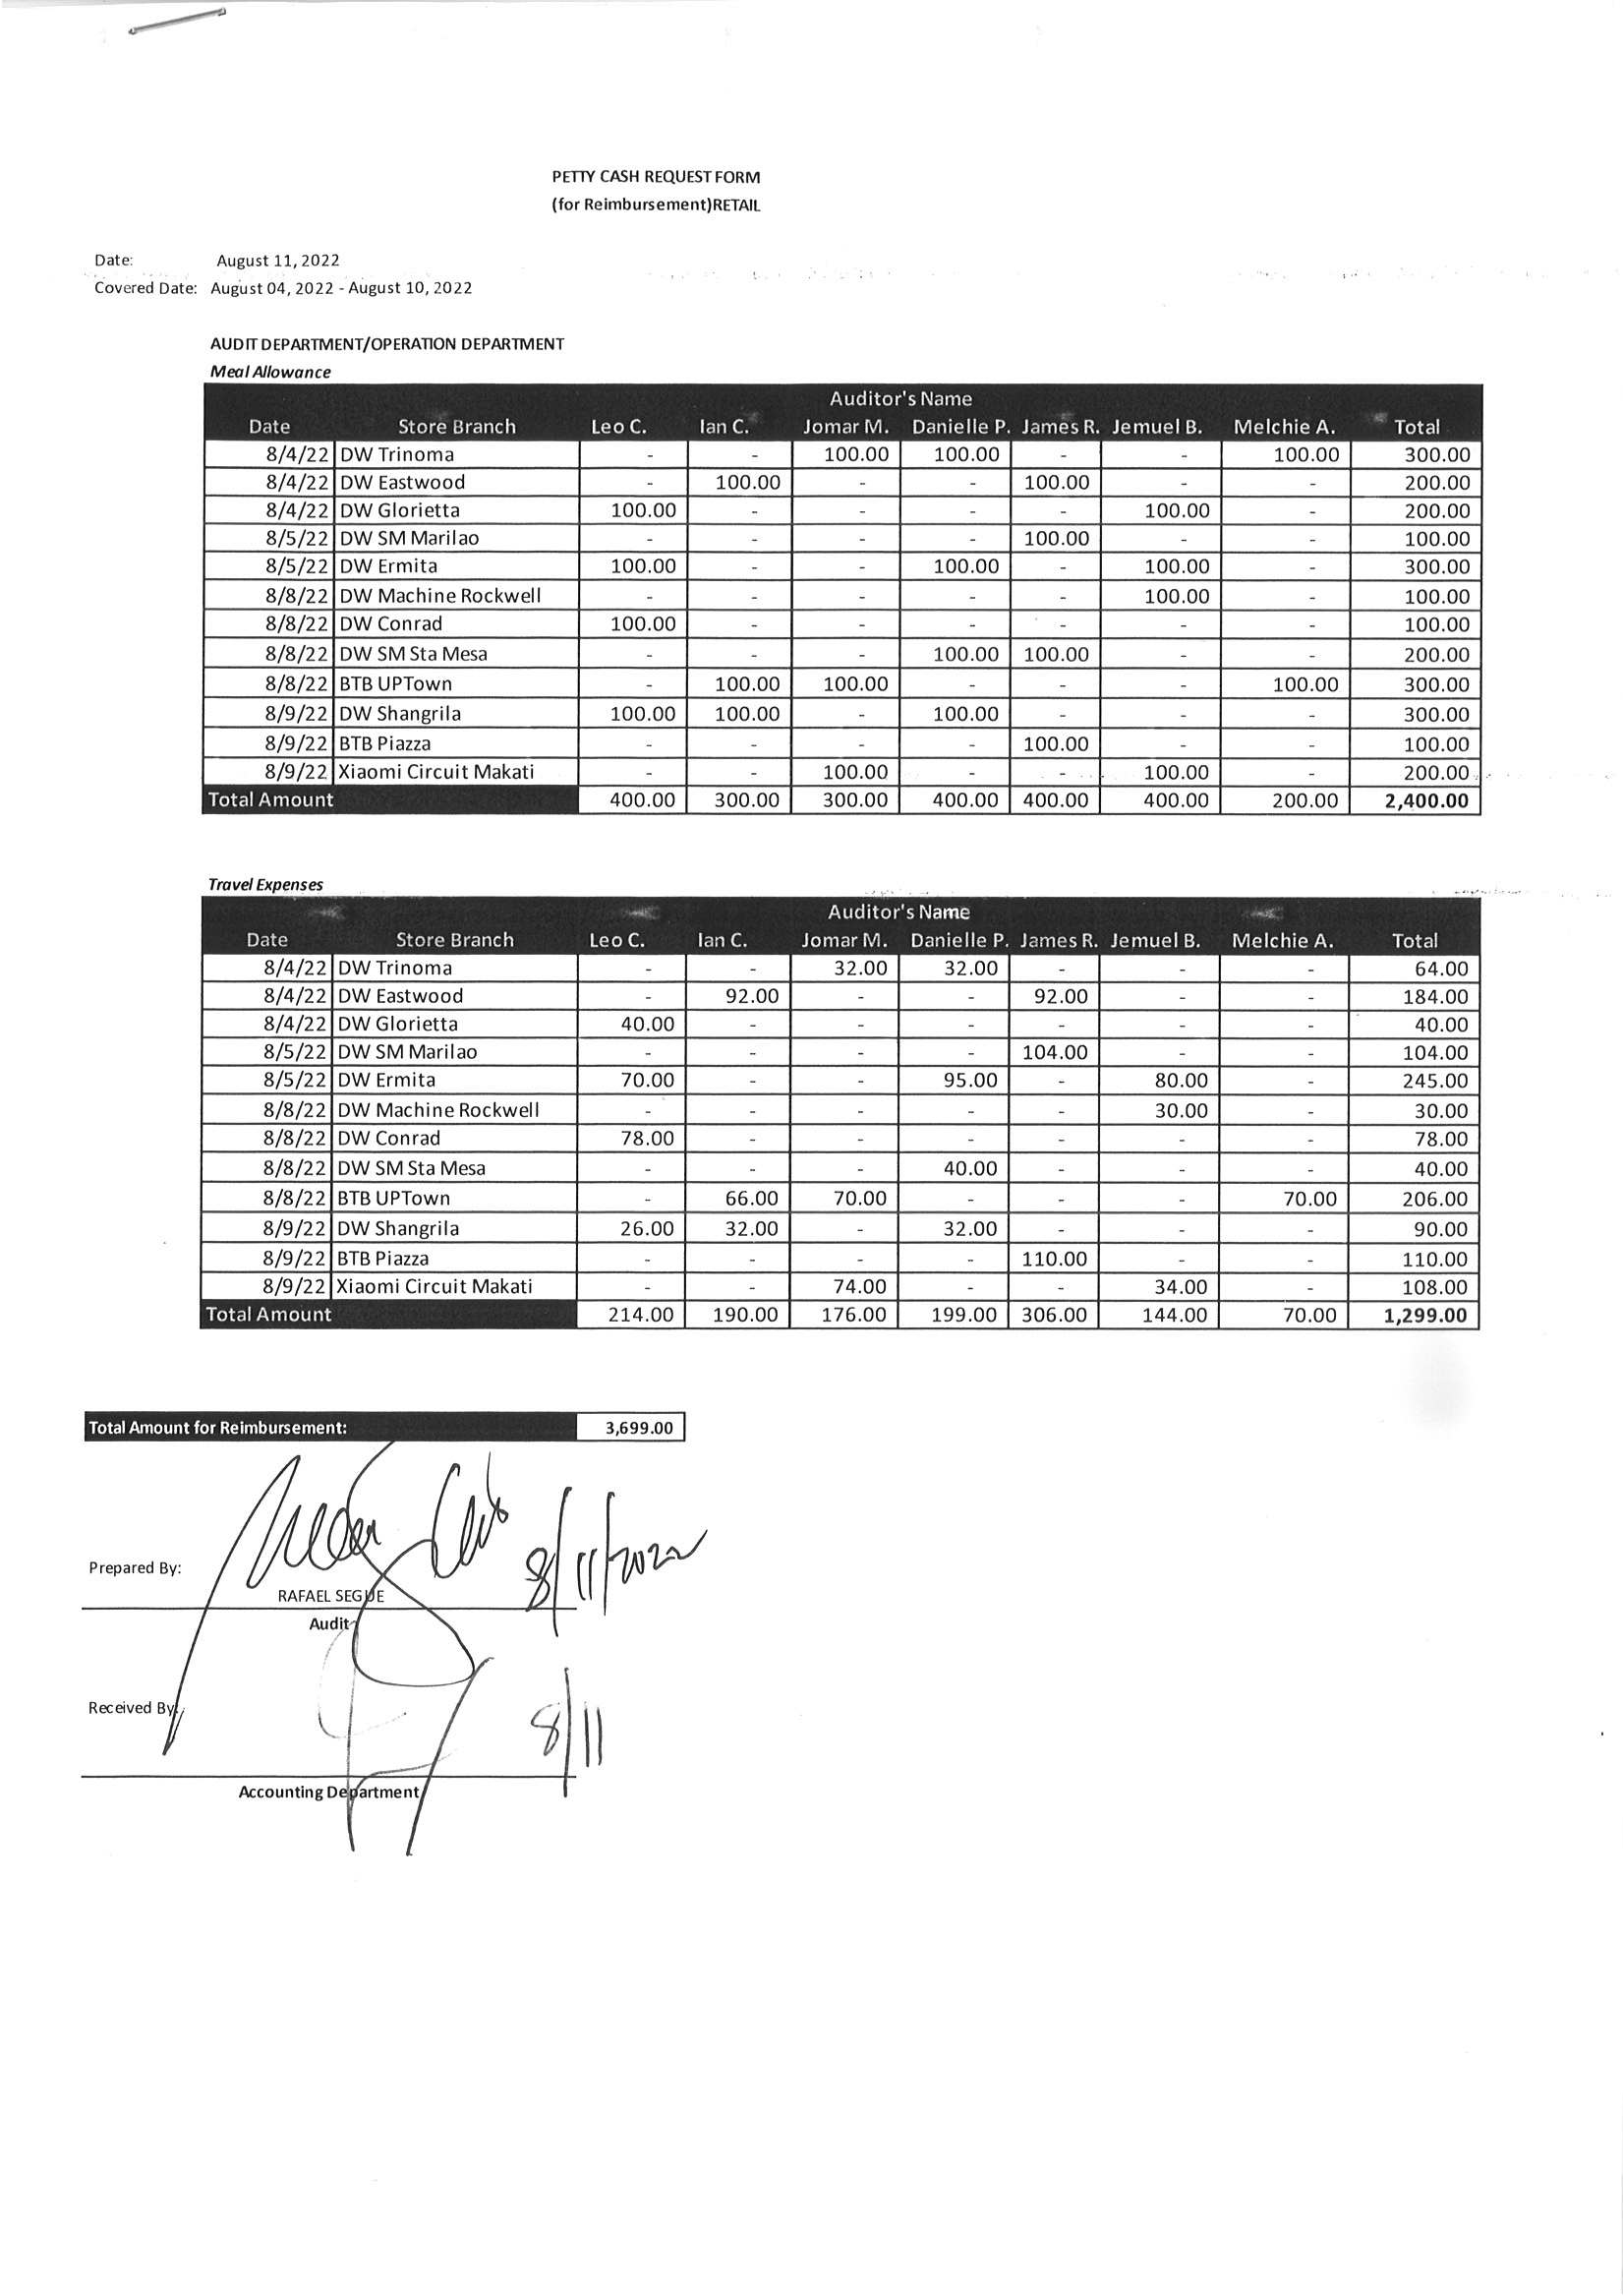 PETTY CASH REQUEST FORM
(for Reimbursement)RETAIL
Date: August 11, 2022
Covered Date: August 04, 2022 - August 10, 2022
AUDIT DEPARTMENT/OPERATION DEPARTMENT
Meal Allowance
Auditor's Name
Date Store Branch Leo C. Ian C. Jomar M. Danielle P. James R. Jemuel B. Melchie A. Total
8/4/22 DW Trinoma - - 100.00 100.00 - - 100.00 300.00
8/4/22 DW Eastwood - 100.00 - - 100.00 - - 200.00
8/4/22 DW Glorietta 100.00 - - - - 100.00 - 200.00
8/5/22 DW SM Marilao - - - - 100.00 - - 100.00
8/5/22 DW Ermita 100.00 - - 100.00 - 100.00 - 300.00
8/8/22 DW Machine Rockwell - - - - - 100.00 - 100.00
8/8/22 DW Conrad 100.00 - - - - - - 100.00
8/8/22 DW SM Sta Mesa - - - 100.00 100.00 - - 200.00
8/8/22 BTB UPTown - 100.00 100.00 - - - 100.00 300.00
8/9/22 DW Shangrila 100.00 100.00 - 100.00 - - - 300.00
8/9/22 BTB Piazza - - - - 100.00 - - 100.00
8/9/22 Xiaomi Circuit Makati - - 100.00 - - 100.00 - 200.00
Total Amount 400.00 300.00 300.00 400.00 400.00 400.00 200.00 2,400.00
Travel Expenses
Auditor's Name
Date Store Branch Leo C. Ian C. Jomar M. Danielle P. James R. Jemuel B. Melchie A. Total
8/4/22 DW Trinoma - - 32.00 32.00 - - - 64.00
8/4/22 DW Eastwood - 92.00 - - 92.00 - - 184.00
8/4/22 DW Glorietta 40.00 - - - - - - 40.00
8/5/22 DW SM Marilao - - - - 104.00 - - 104.00
8/5/22 DW Ermita 70.00 - - 95.00 - 80.00 - 245.00
8/8/22 DW Machine Rockwell - - - - - 30.00 - 30.00
8/8/22 DW Conrad 78.00 - - - - - - 78.00
8/8/22 DW SM Sta Mesa - - - 40.00 - - - 40.00
8/8/22 BTB UPTown - 66.00 70.00 - - - 70.00 206.00
8/9/22 DW Shangrila 26.00 32.00 - 32.00 - - - 90.00
8/9/22 BTB Piazza - - - - 110.00 - - 110.00
8/9/22 Xiaomi Circuit Makati - - 74.00 - - 34.00 - 108.00
Total Amount 214.00 190.00 176.00 199.00 306.00 144.00 70.00 1,299.00
Total Amount for Reimbursement: 3,699.00
Prepared By: 8/11/2022
RAFAEL SEGUE
Audit
Received By: 8/11
Accounting Department